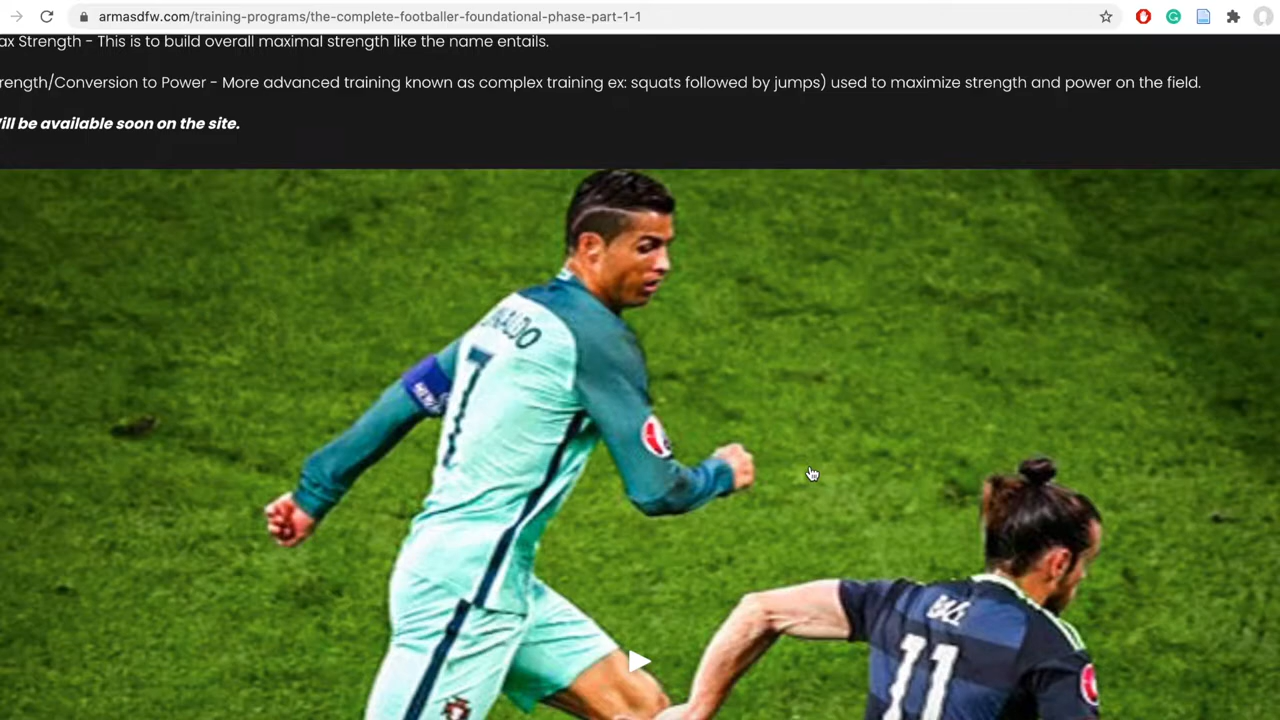 armasdfw.com/training-programs/the-complete-footballer-foundational-phase-part-1-1
ax Strength - This is to build overall maximal strength like the name entails.
rength/Conversion to Power - More advanced training known as complex training ex: squats followed by jumps) used to maximize strength and power on the field.
ill be available soon on the site.
7
11